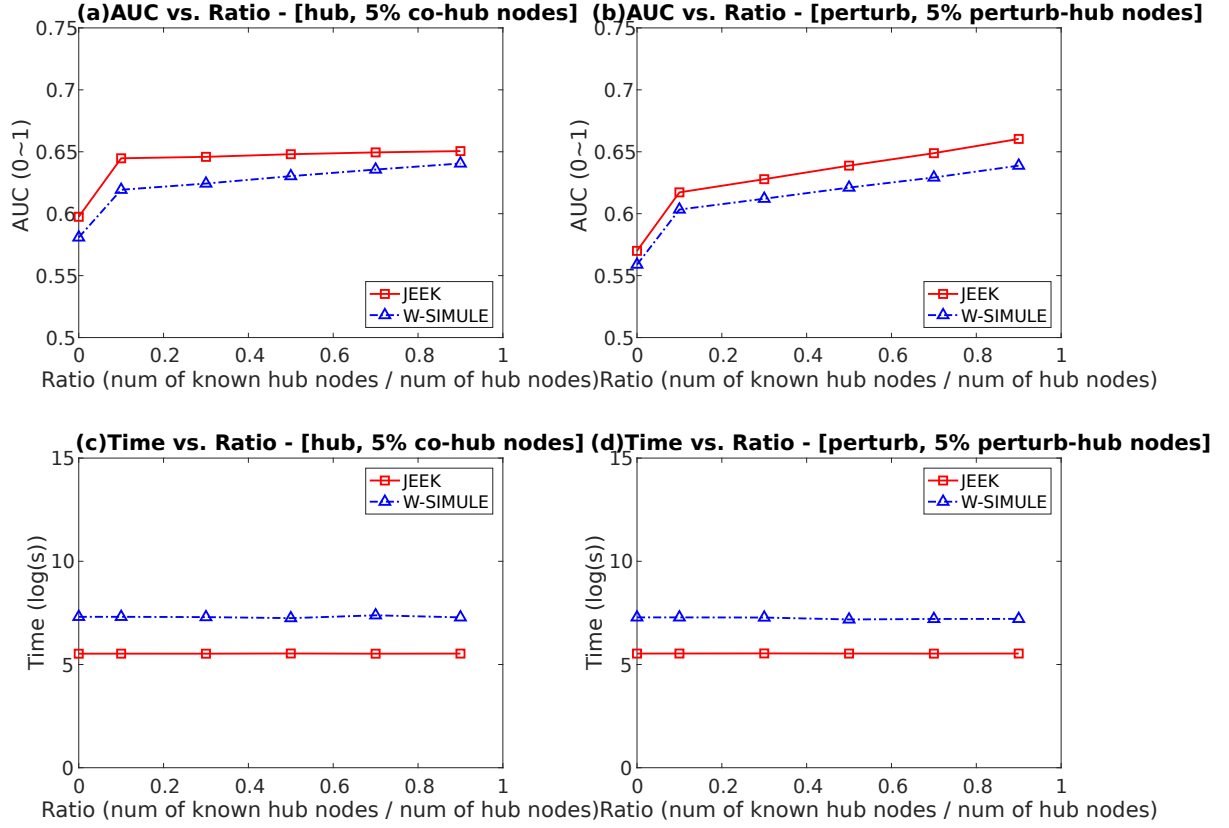 (a)AUC vs. Ratio - [hub, 5% co-hub nodes]
0.75
0.7
0.65
0.6
0.55
0.5
AUC (0~1)
JEEK
W-SIMULE
0 0.2 0.4 0.6 0.8 1
Ratio (num of known hub nodes / num of hub nodes)
(b)AUC vs. Ratio - [perturb, 5% perturb-hub nodes]
0.75
0.7
0.65
0.6
0.55
0.5
AUC (0~1)
JEEK
W-SIMULE
0 0.2 0.4 0.6 0.8 1
Ratio (num of known hub nodes / num of hub nodes)
(c)Time vs. Ratio - [hub, 5% co-hub nodes]
15
10
5
0
Time (log(s))
JEEK
W-SIMULE
0 0.2 0.4 0.6 0.8 1
Ratio (num of known hub nodes / num of hub nodes)
(d)Time vs. Ratio - [perturb, 5% perturb-hub nodes]
15
10
5
0
Time (log(s))
JEEK
W-SIMULE
0 0.2 0.4 0.6 0.8 1
Ratio (num of known hub nodes / num of hub nodes)